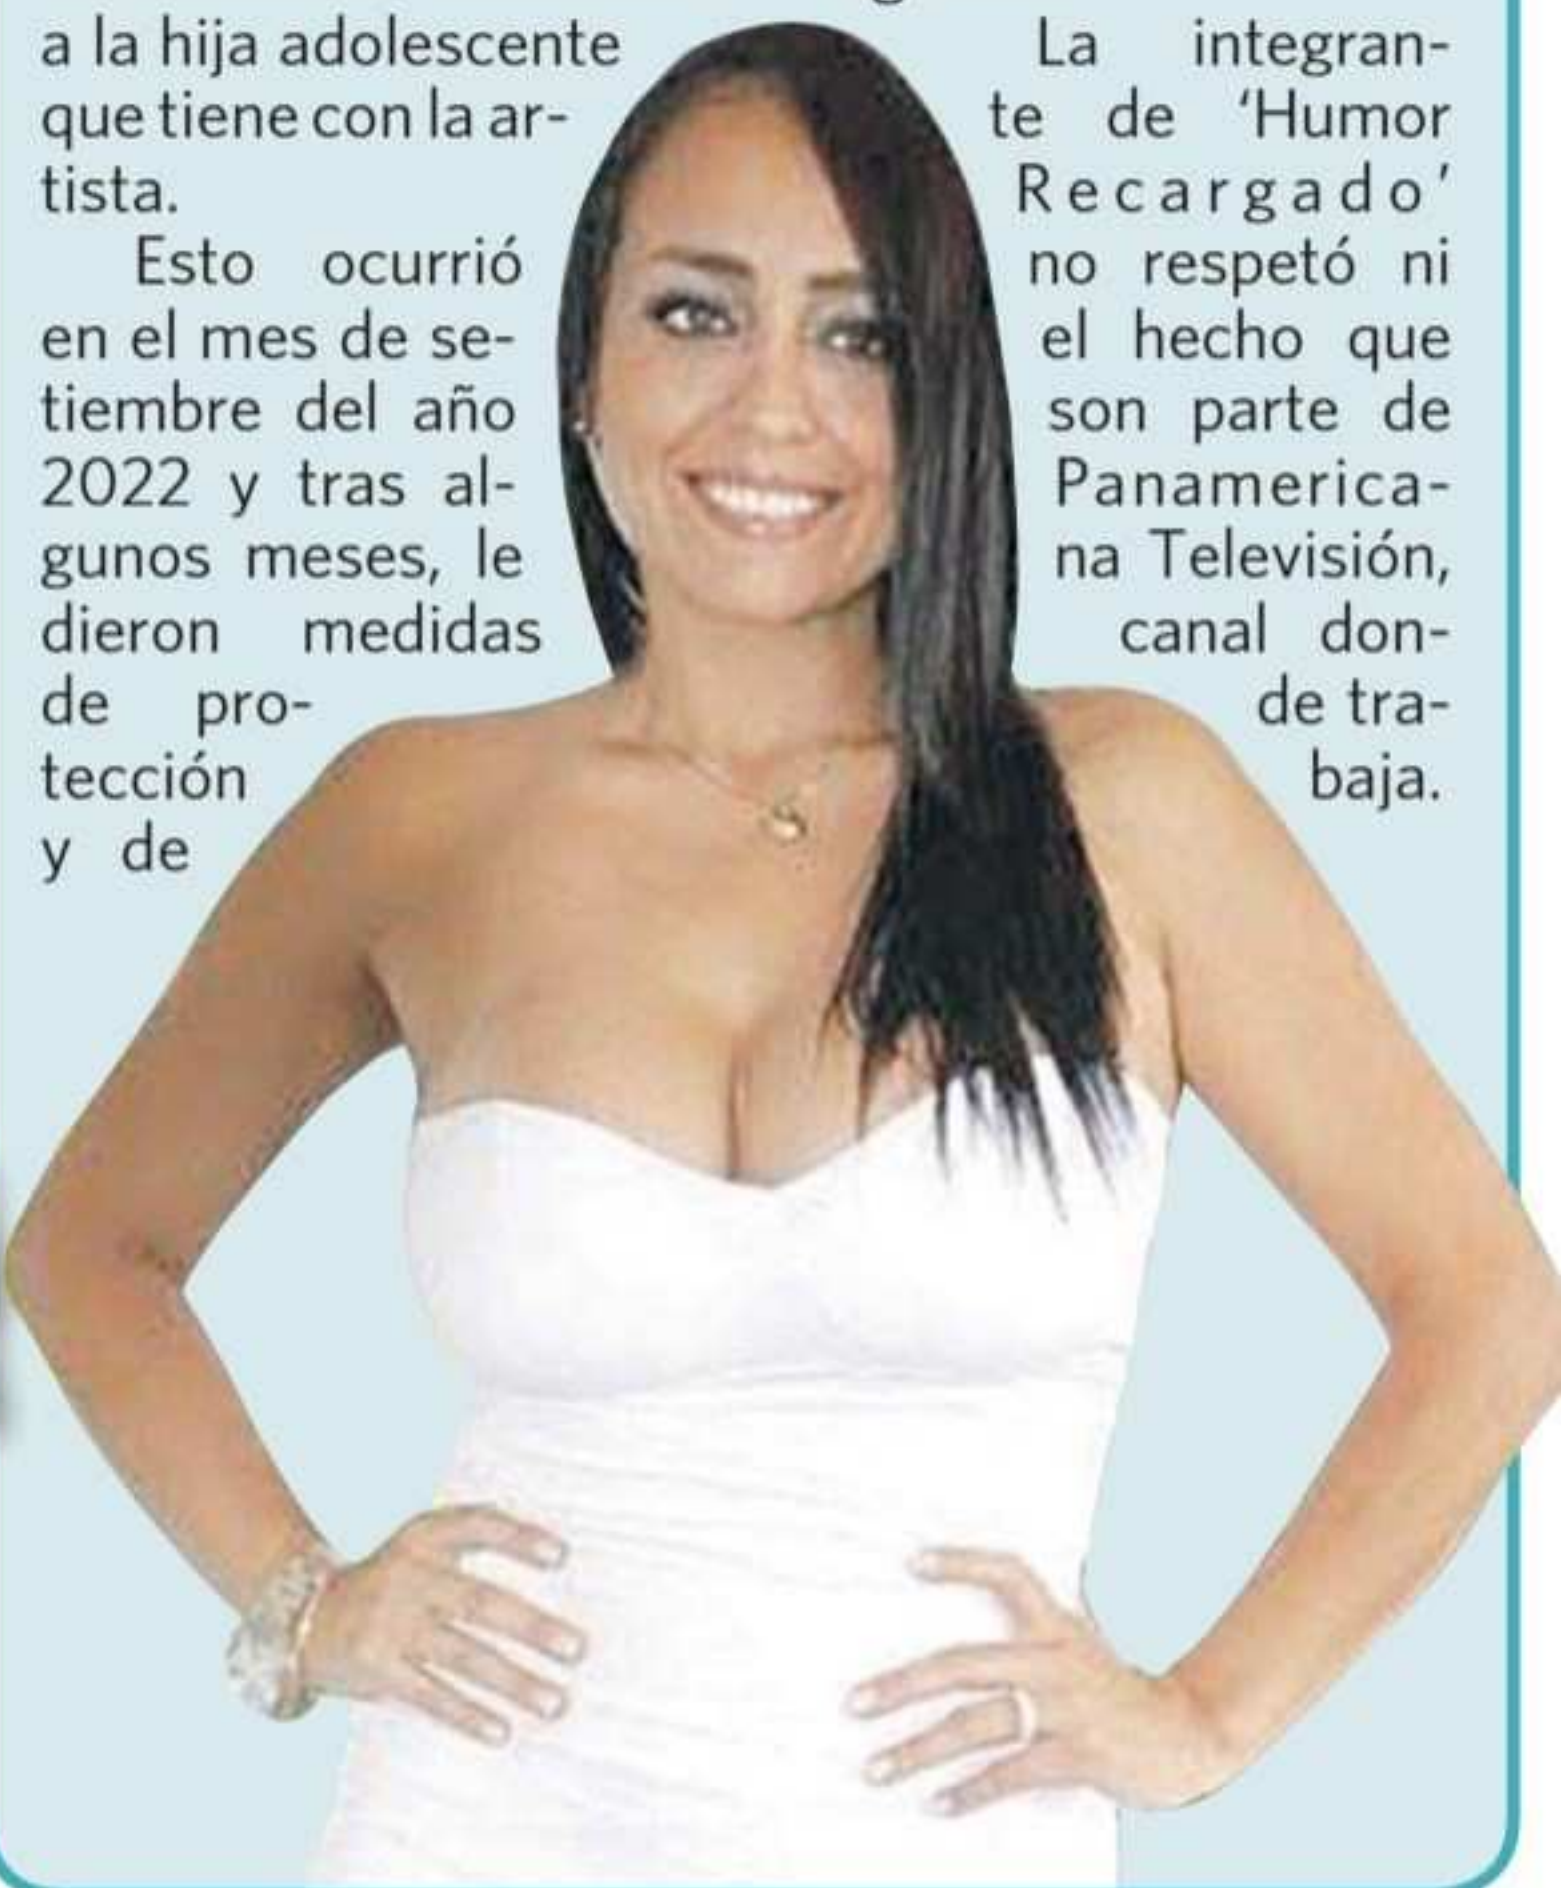 a la hija adolescente
que tiene con la ar-
tista.
Esto ocurrió
en el mes de se-
tiembre del año
2022 y tras al-
gunos meses, le
dieron medidas
de pro-
tección
y de
La integran-
te de ‘Humor
Recargado’
no respetó ni
el hecho que
son parte de
Panamerica-
na Televisión,
canal don-
de tra-
baja.